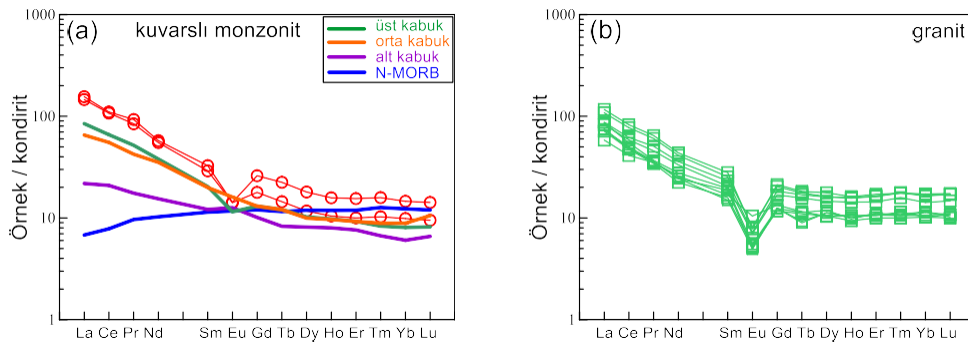 (a)
kuvarslı monzonit
üst kabuk
orta kabuk
alt kabuk
N-MORB
Örnek / kondirit
1000
100
10
1
La Ce Pr Nd Sm Eu Gd Tb Dy Ho Er Tm Yb Lu
(b)
granit
Örnek / kondirit
1000
100
10
1
La Ce Pr Nd Sm Eu Gd Tb Dy Ho Er Tm Yb Lu